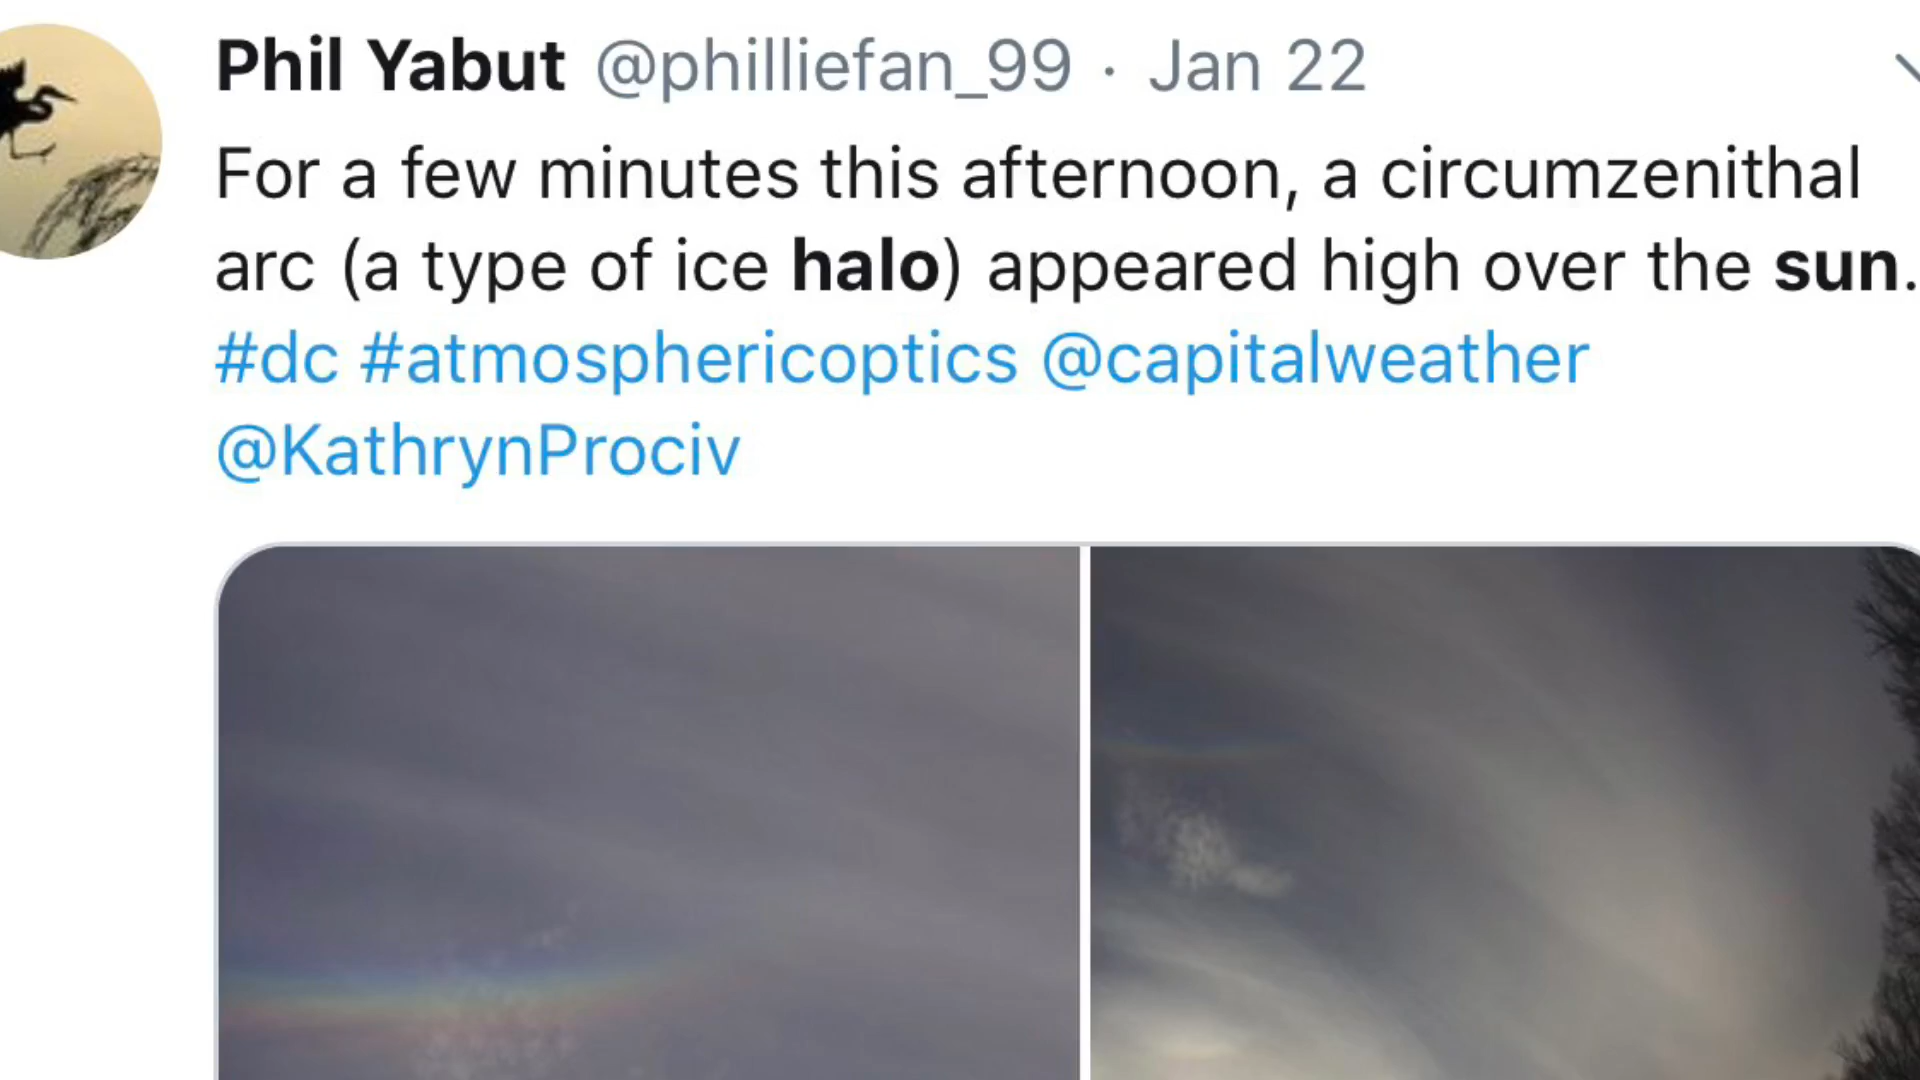 Phil Yabut @philliefan_99 · Jan 22
For a few minutes this afternoon, a circumzenithal
arc (a type of ice halo) appeared high over the sun.
#dc #atmosphericoptics @capitalweather
@KathrynProciv